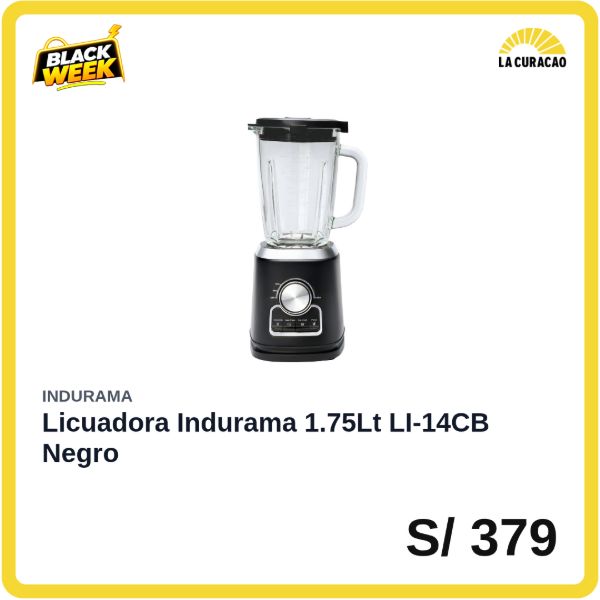 BLACK
WEEK
LA CURACAO
INDURAMA
Licuadora Indurama 1.75Lt LI-14CB
Negro
S/ 379